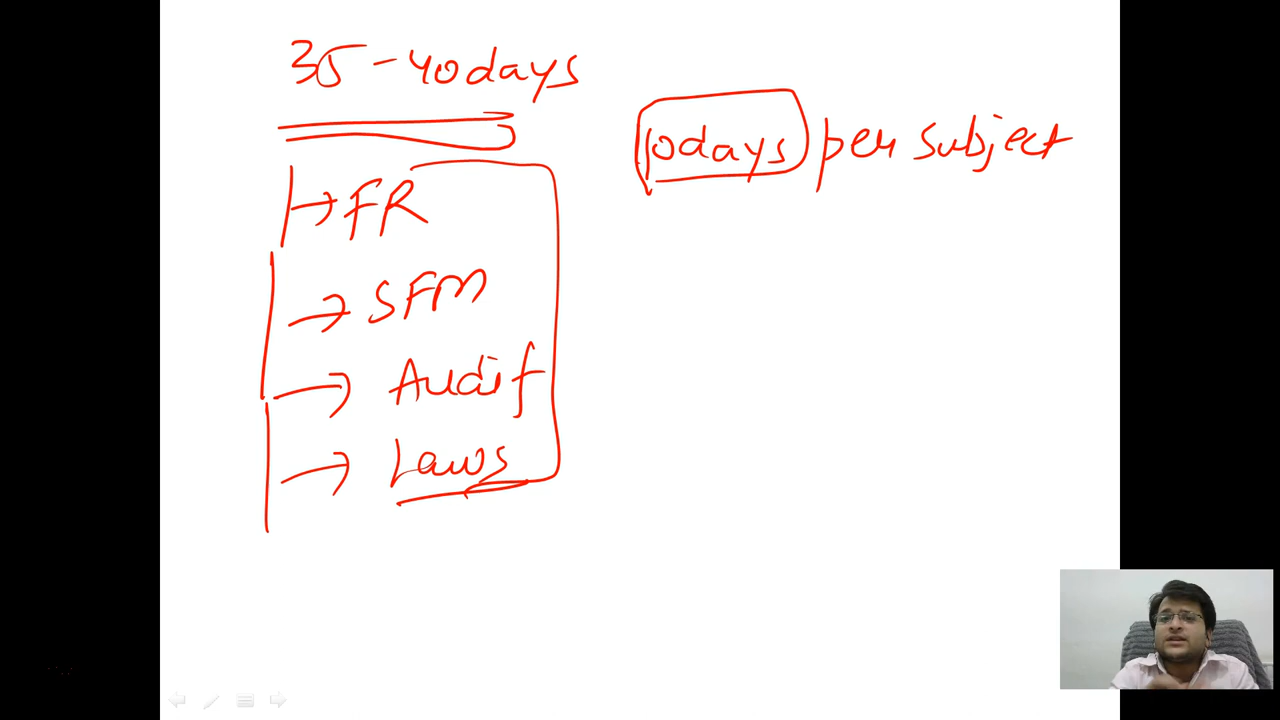 35-40days
10days per subject
→ FR
→ SFM
→ Audit
→ Laws